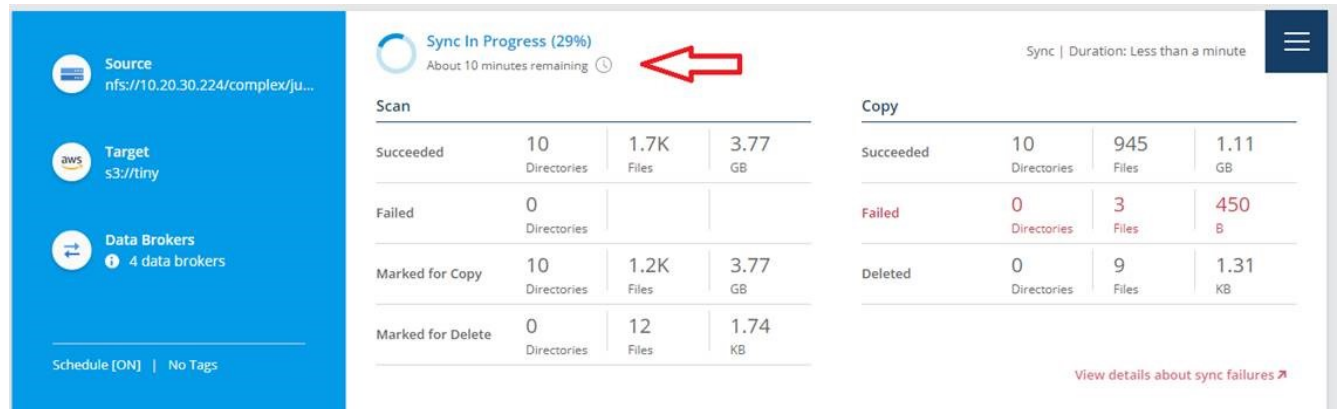 Source
nfs://10.20.30.224/complex/ju...
aws
Target
s3://tiny
Data Brokers
4 data brokers
Schedule [ON] | No Tags
Sync In Progress (29%)
About 10 minutes remaining
Sync | Duration: Less than a minute
Scan
Succeeded 10 1.7K 3.77
Directories Files GB
Failed 0
Directories
Marked for Copy 10 1.2K 3.77
Directories Files GB
Marked for Delete 0 12 1.74
Directories Files KB
Copy
Succeeded 10 945 1.11
Directories Files GB
Failed 0 3 450
Directories Files B
Deleted 0 9 1.31
Directories Files KB
View details about sync failures